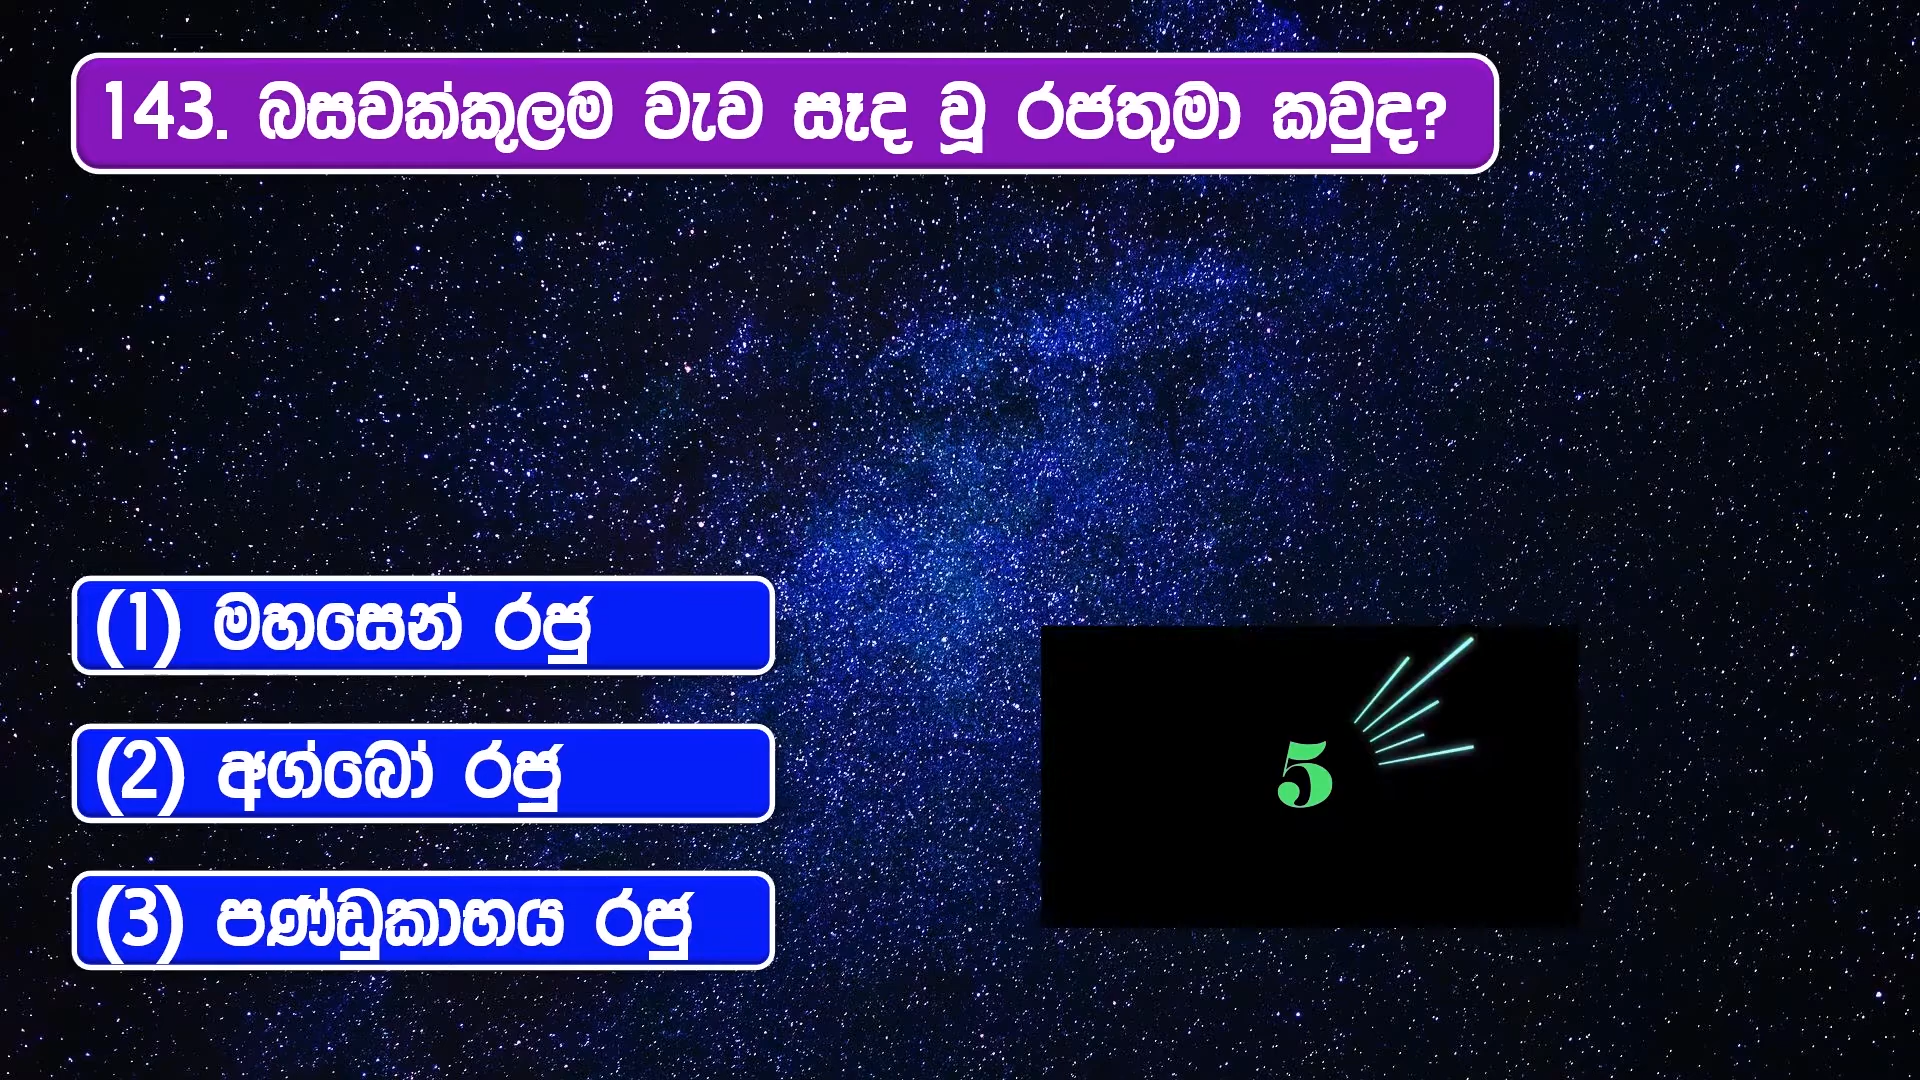 143. බසවක්කුලම වැව සෑද වූ රජතුමා කවුද?
(1) මහසෙන් රජු
(2) අග්බෝ රජු
(3) පණ්ඩුකාභය රජු
5